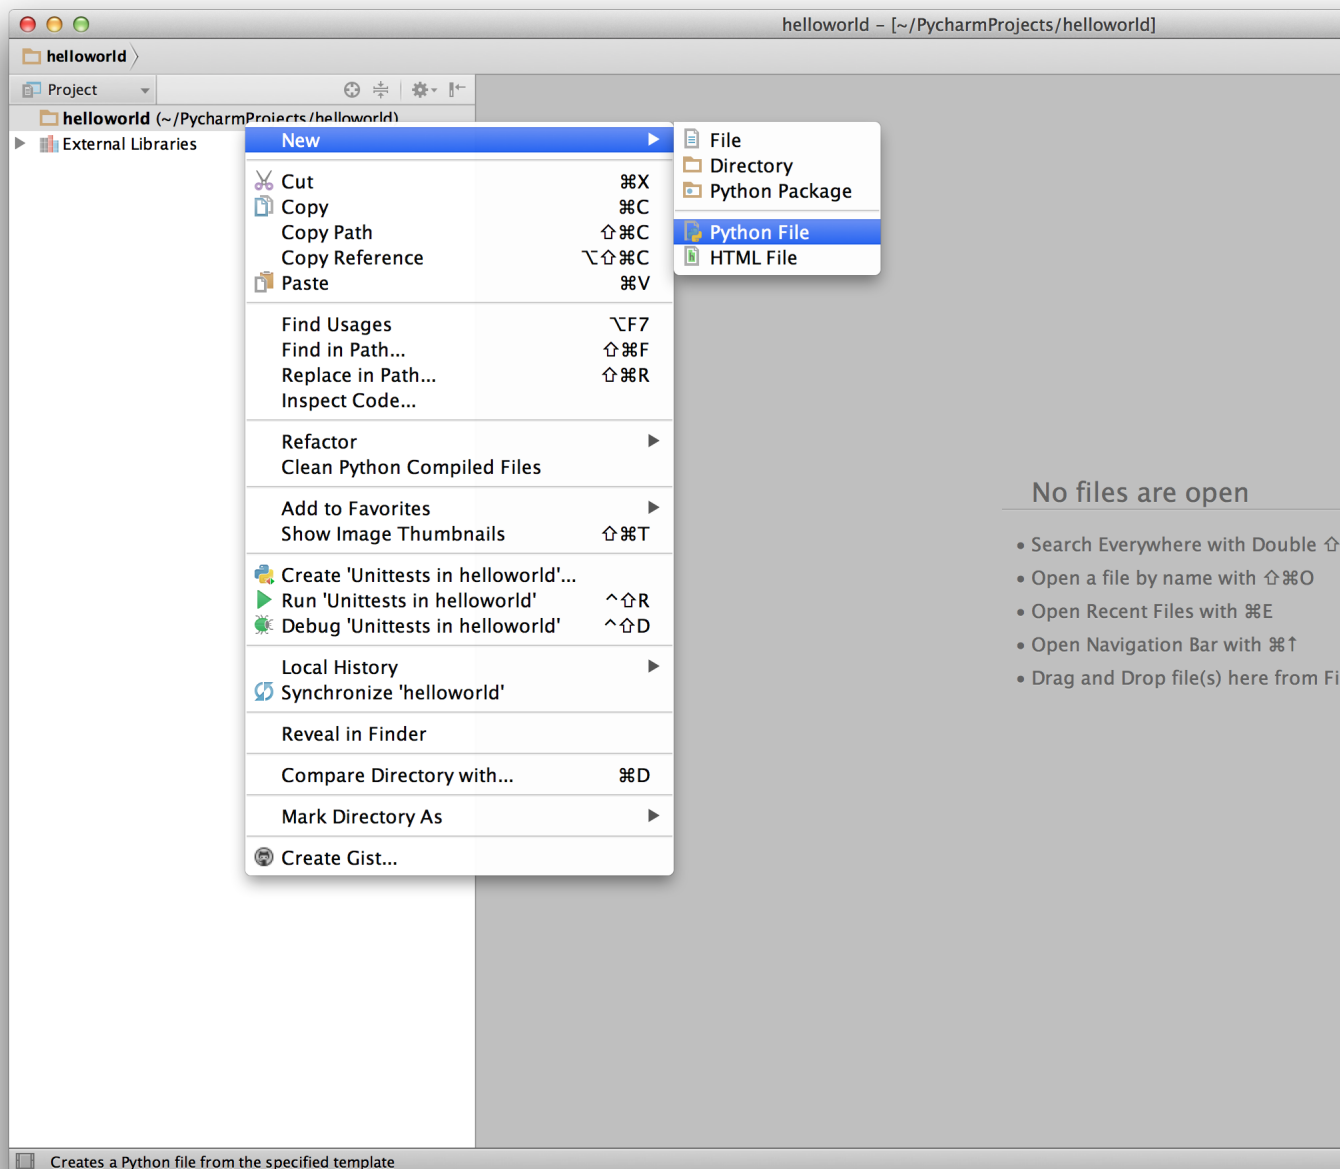 helloworld – [~/PycharmProjects/helloworld]
helloworld
Project
helloworld (~/PycharmProjects/helloworld)
External Libraries
New
Cut ⌘X
Copy ⌘C
Copy Path ⇧⌘C
Copy Reference ⌥⇧⌘C
Paste ⌘V
Find Usages ⌥F7
Find in Path... ⇧⌘F
Replace in Path... ⇧⌘R
Inspect Code...
Refactor
Clean Python Compiled Files
Add to Favorites
Show Image Thumbnails ⇧⌘T
Create 'Unittests in helloworld'...
Run 'Unittests in helloworld' ^⇧R
Debug 'Unittests in helloworld' ^⇧D
Local History
Synchronize 'helloworld'
Reveal in Finder
Compare Directory with... ⌘D
Mark Directory As
Create Gist...
File
Directory
Python Package
Python File
HTML File
No files are open
• Search Everywhere with Double ⇧
• Open a file by name with ⇧⌘O
• Open Recent Files with ⌘E
• Open Navigation Bar with ⌘↑
• Drag and Drop file(s) here from Fi
Creates a Python file from the specified template